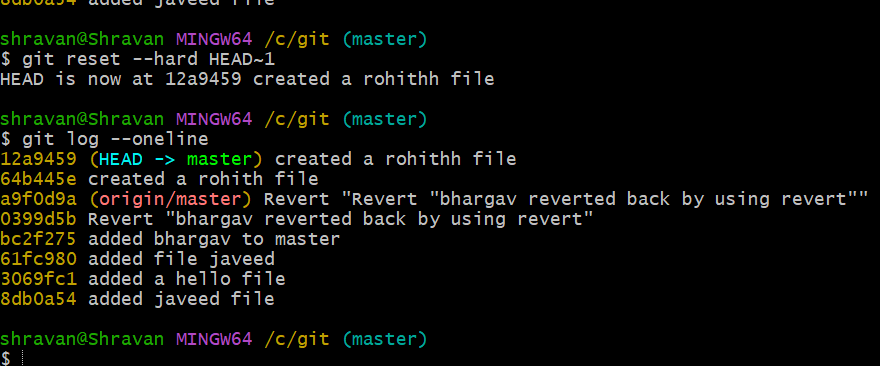 8db0a54 added javeed file
shravan@Shravan MINGW64 /c/git (master)
$ git reset --hard HEAD~1
HEAD is now at 12a9459 created a rohithh file
shravan@Shravan MINGW64 /c/git (master)
$ git log --oneline
12a9459 (HEAD -> master) created a rohithh file
64b445e created a rohith file
a9f0d9a (origin/master) Revert "Revert "bhargav reverted back by using revert""
0399d5b Revert "bhargav reverted back by using revert"
bc2f275 added bhargav to master
61fc980 added file javeed
3069fc1 added a hello file
8db0a54 added javeed file
shravan@Shravan MINGW64 /c/git (master)
$